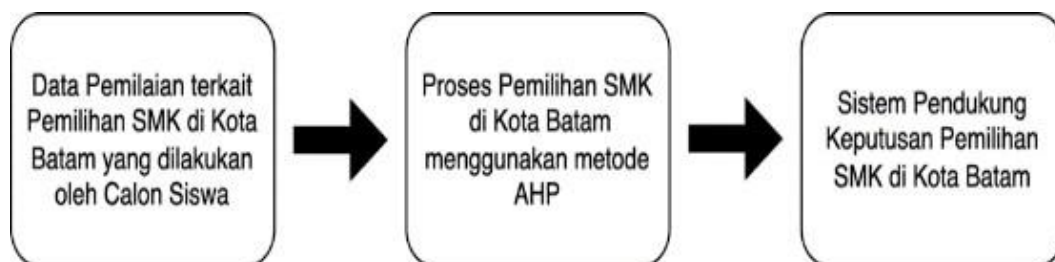 Data Pemilaian terkait
Pemilihan SMK di Kota
Batam yang dilakukan
oleh Calon Siswa
Proses Pemilihan SMK
di Kota Batam
menggunakan metode
AHP
Sistem Pendukung
Keputusan Pemilihan
SMK di Kota Batam